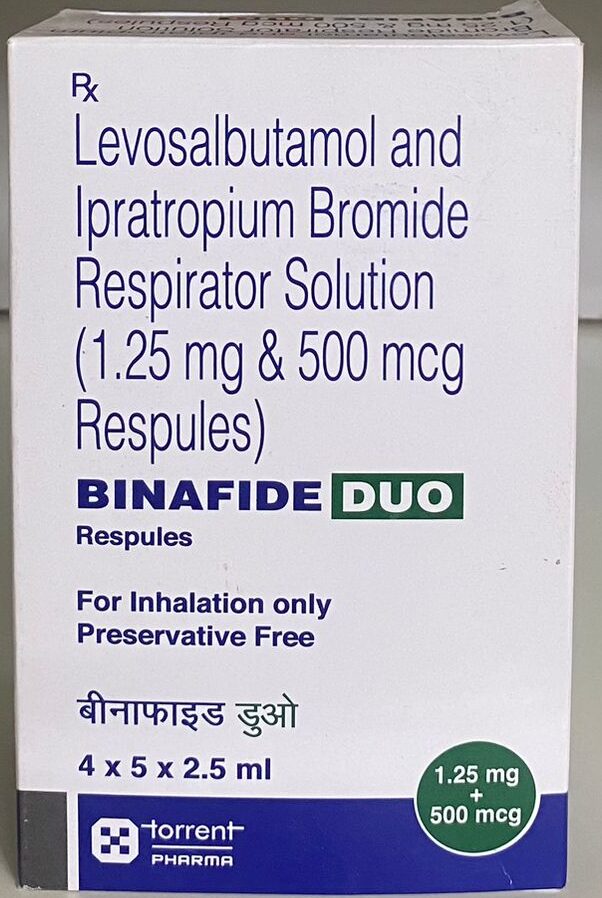 Rx
Levosalbutamol and
Ipratropium Bromide
Respirator Solution
(1.25 mg & 500 mcg
Respules)
BINAFIDE DUO
Respules
For Inhalation only
Preservative Free
बीनाफाइड डुओ
4 x 5 x 2.5 ml
1.25 mg
+
500 mcg
torrent
PHARMA